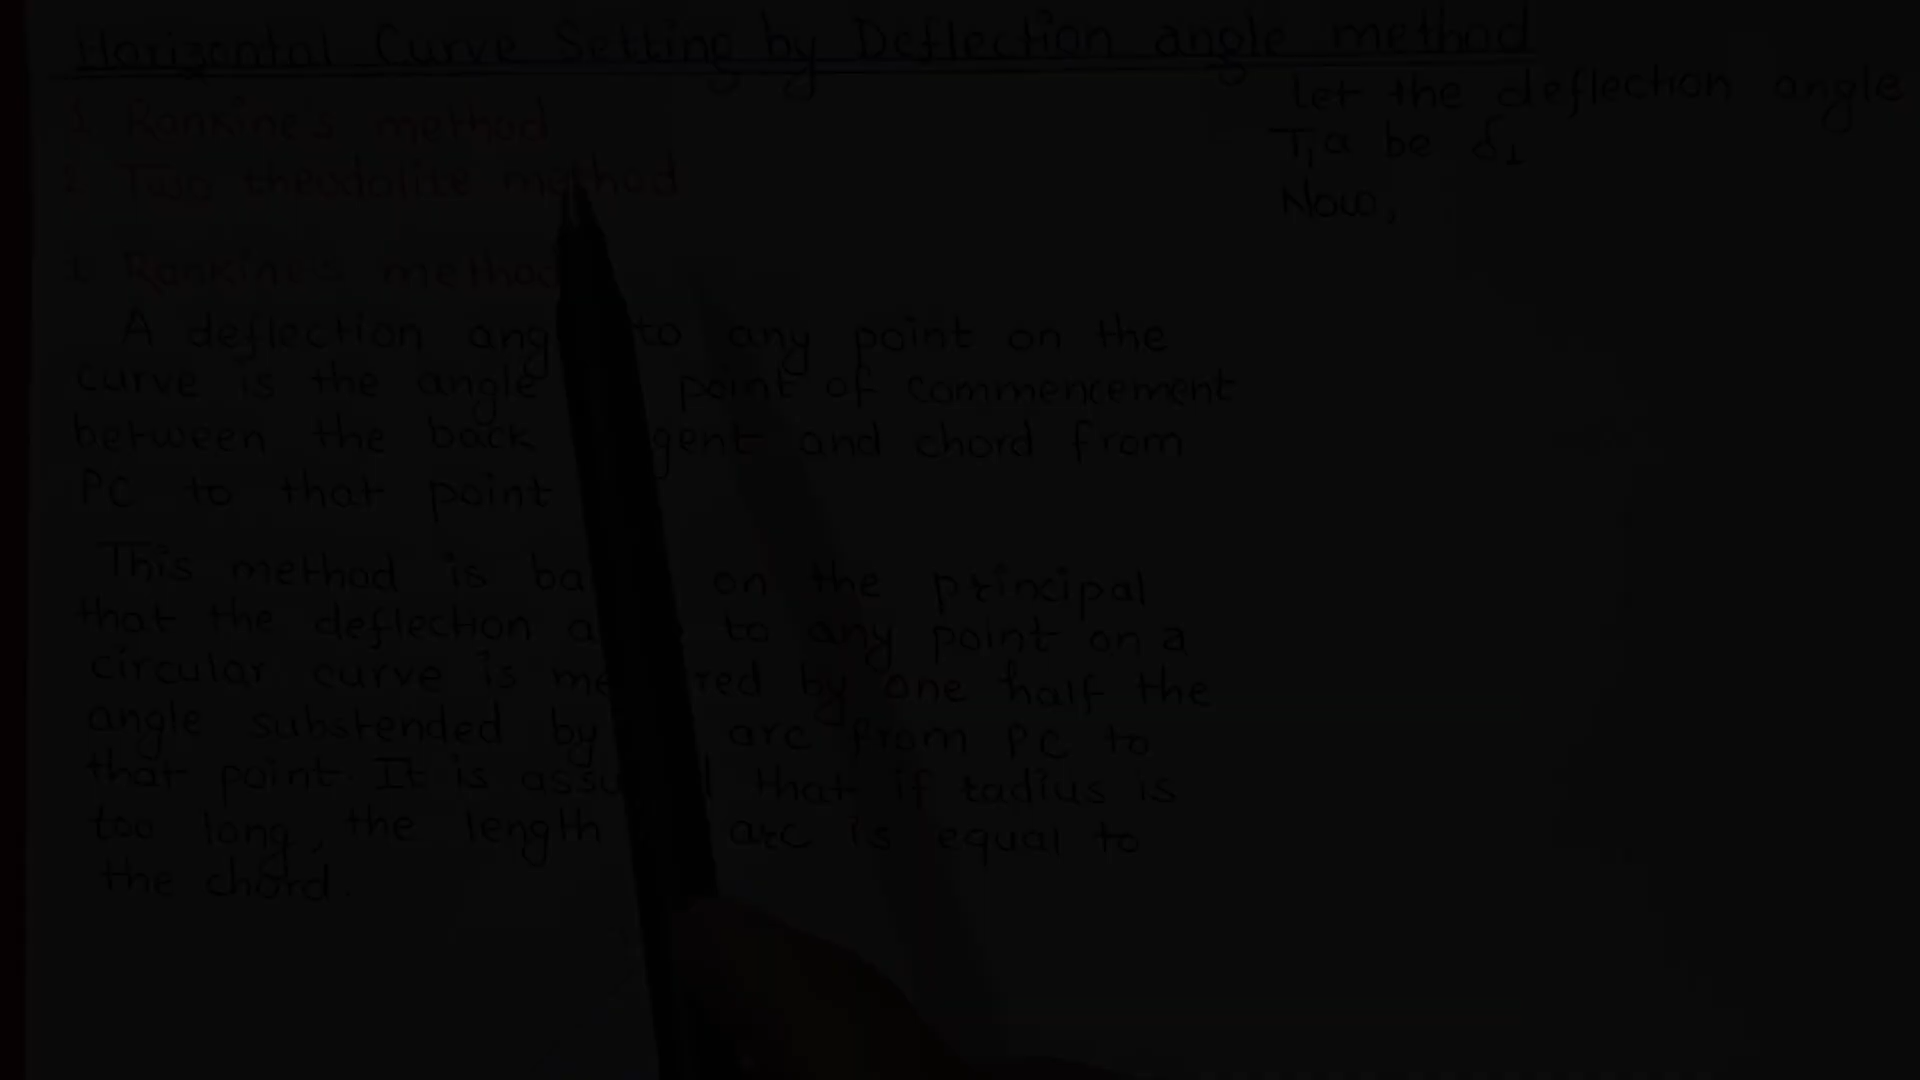 Horizontal Curve Setting by Deflection angle method
1. Rankine's method
2. Two theodolite method
1. Rankine's method
A deflection ang to any point on the
curve is the angle point of commencement
between the back gent and chord from
PC to that point
This method is ba on the principal
that the deflection a to any point on a
circular curve is me red by one half the
angle substended by arc from PC to
that point. It is assu that if tadius is
too long, the length arc is equal to
the chord.
Let the deflection angle
T₁a be δ₁
Now,